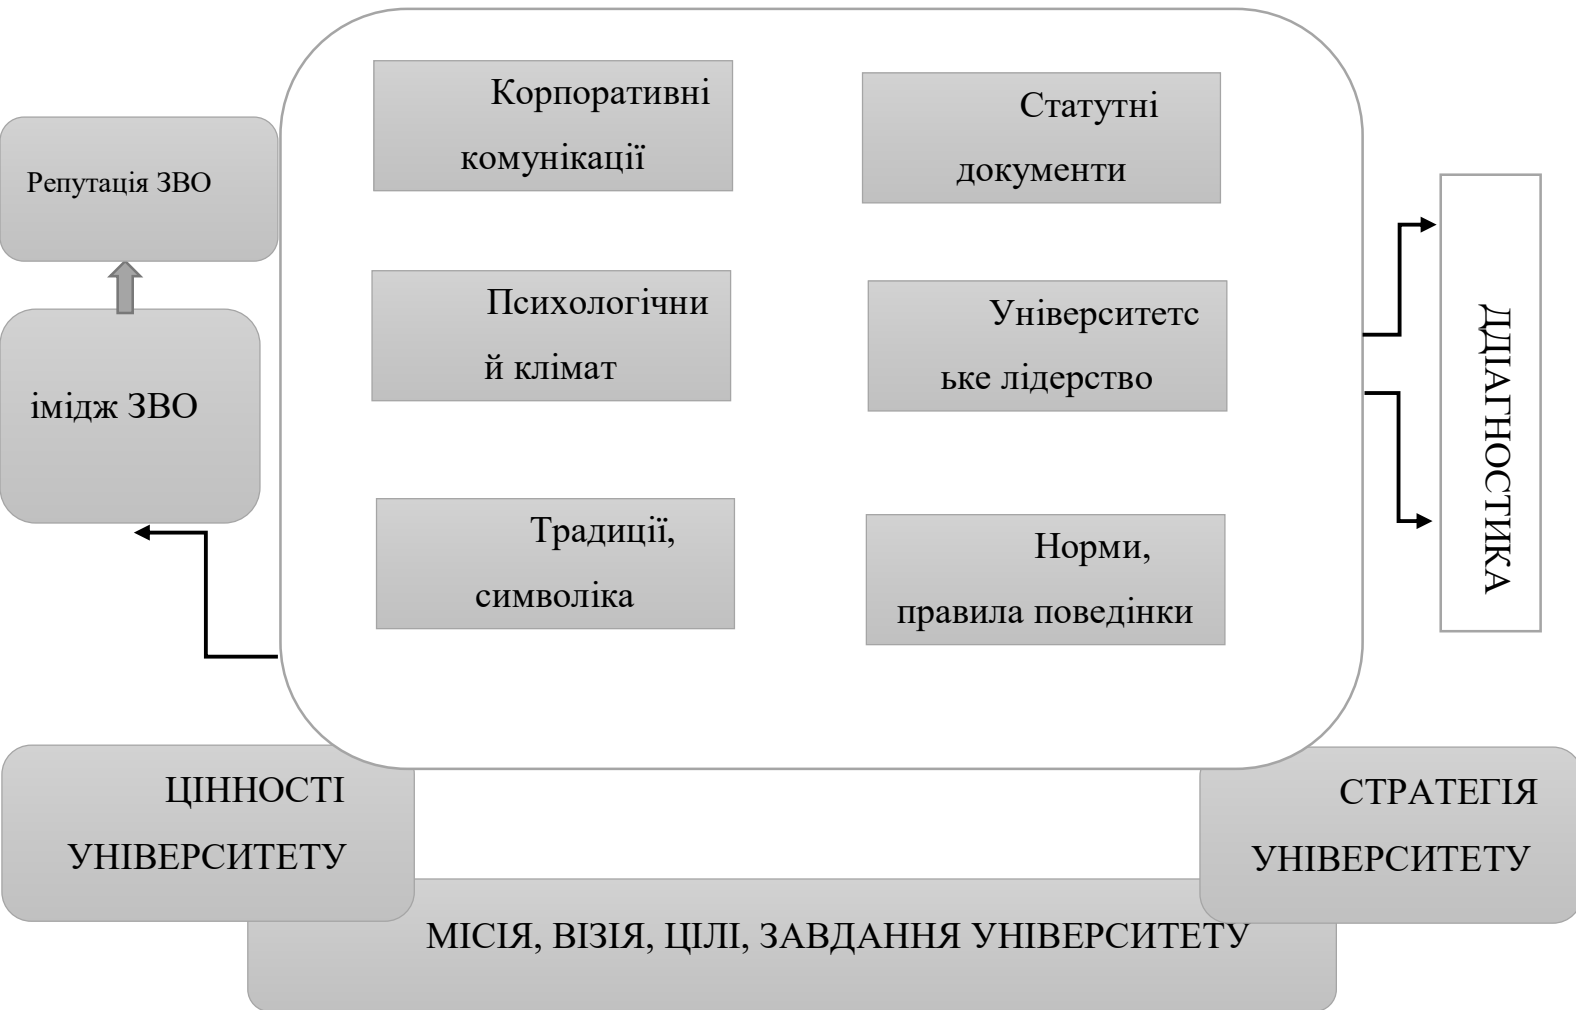 Корпоративні
комунікації
Статутні
документи
Репутація ЗВО
Психологічни
й клімат
Університетс
ьке лідерство
імідж ЗВО
ДДІАГНОСТИКА
Традиції,
символіка
Норми,
правила поведінки
ЦІННОСТІ
УНІВЕРСИТЕТУ
СТРАТЕГІЯ
УНІВЕРСИТЕТУ
МІСІЯ, ВІЗІЯ, ЦІЛІ, ЗАВДАННЯ УНІВЕРСИТЕТУ